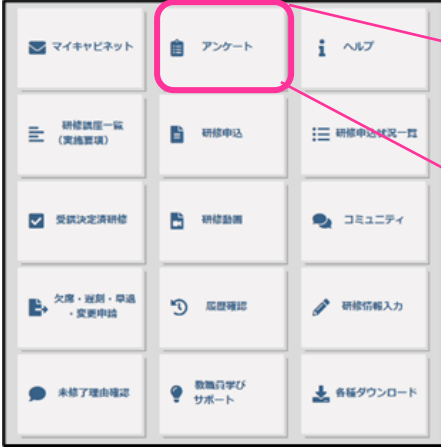 マイキャビネット
アンケート
ヘルプ
研修講座一覧
（実施要項）
研修申込
研修申込状況一覧
受講決定済研修
研修動画
コミュニティ
欠席・遅刻・早退
・変更申請
履歴確認
研修情報入力
未修了理由確認
教職員学び
サポート
各種ダウンロード